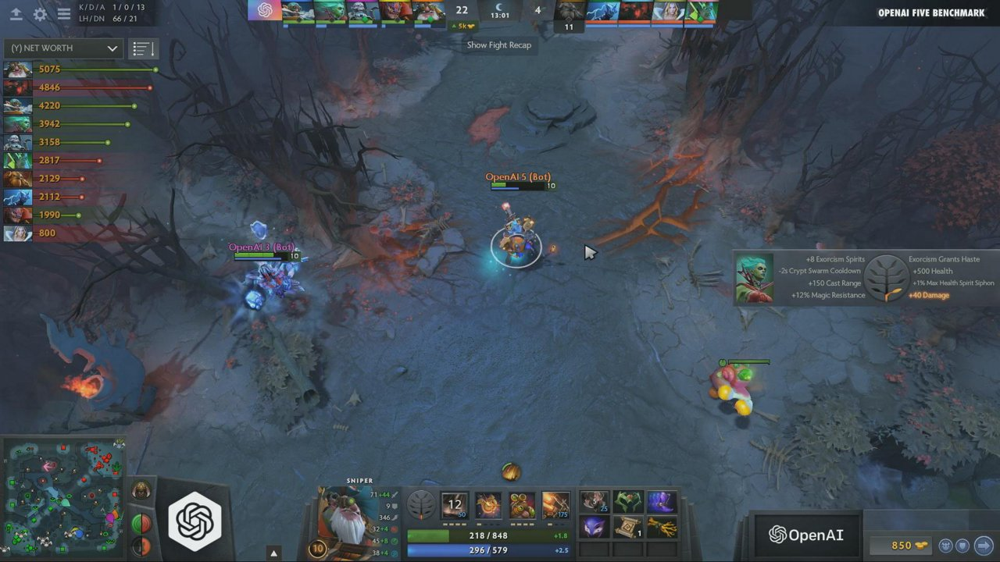 K/D/A 1 / 0 / 13
LH/DN 66 / 21
22
13:01
4
5k
11
OPENAI FIVE BENCHMARK
Show Fight Recap
(Y) NET WORTH
5075
4846
4220
3942
3158
2817
2129
2112
1990
800
OpenAI 5 (Bot)
10
OpenAI 3 (Bot)
10
+8 Exorcism Spirits
Exorcism Grants Haste
-2s Crypt Swarm Cooldown
+500 Health
+150 Cast Range
+1% Max Health Spirit Siphon
+12% Magic Resistance
+40 Damage
SNIPER
71+44
9
346
32+4
45+8
38+4
10
12
50
175
5
25
1
218 / 848
+1.8
296 / 579
+2.5
OpenAI
850